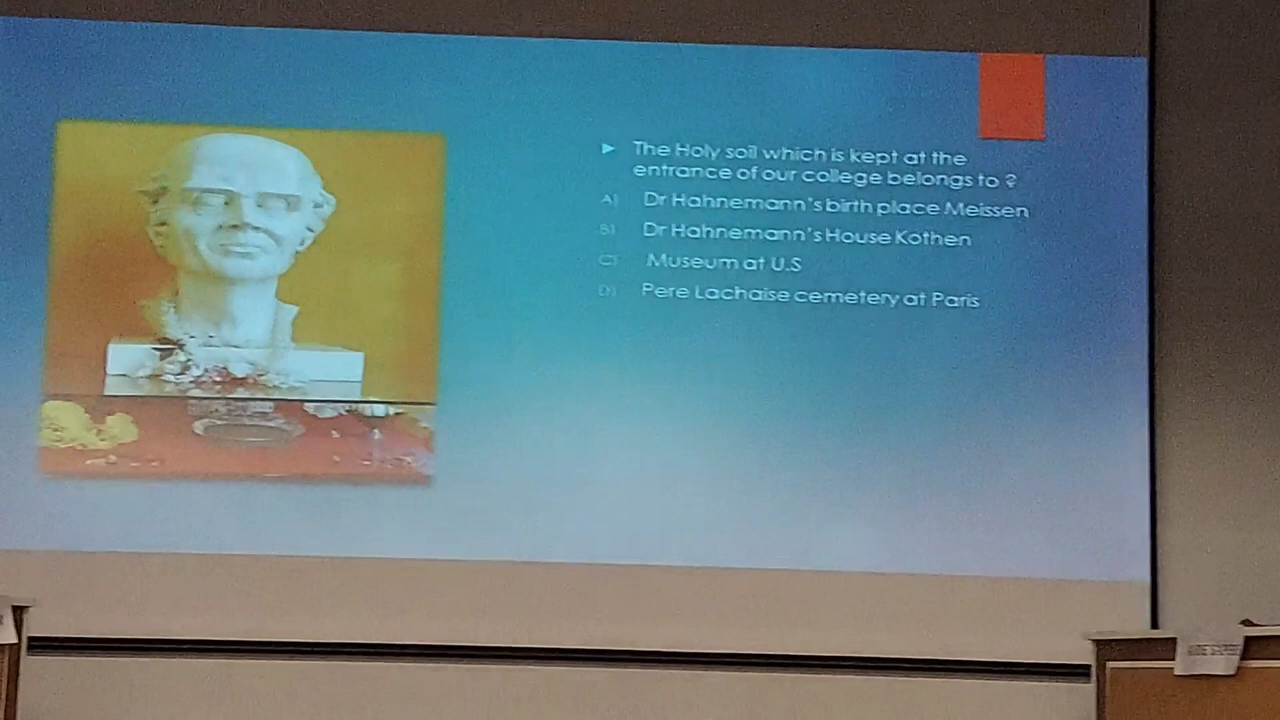 ▶ The Holy soil which is kept at the
entrance of our college belongs to ?
A) Dr Hahnemann's birth place Meissen
B) Dr Hahnemann's House Kothen
C) Museum at U.S
D) Pere Lachaise cemetery at Paris